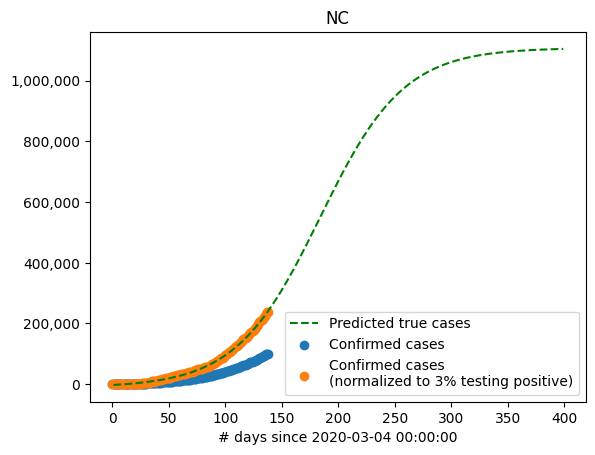 NC
1,000,000
800,000
600,000
400,000
200,000
0
Predicted true cases
Confirmed cases
Confirmed cases
(normalized to 3% testing positive)
0 50 100 150 200 250 300 350 400
# days since 2020-03-04 00:00:00